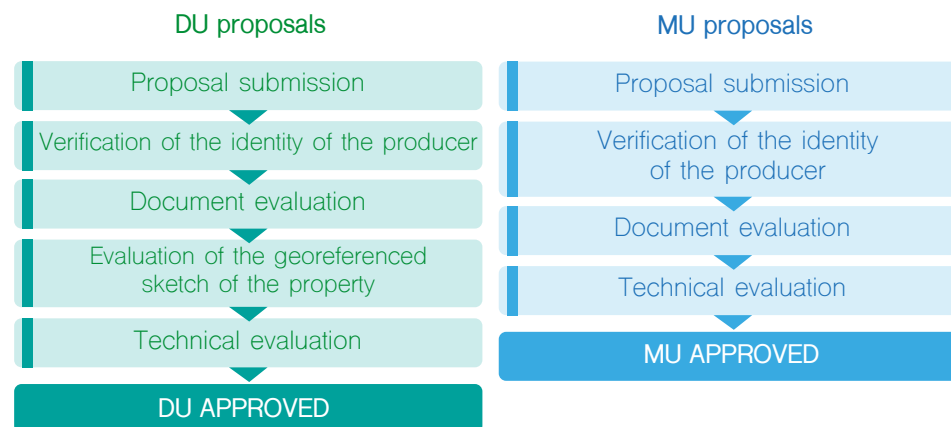 DU proposals
Proposal submission
Verification of the identity of the producer
Document evaluation
Evaluation of the georeferenced
sketch of the property
Technical evaluation
DU APPROVED
MU proposals
Proposal submission
Verification of the identity
of the producer
Document evaluation
Technical evaluation
MU APPROVED